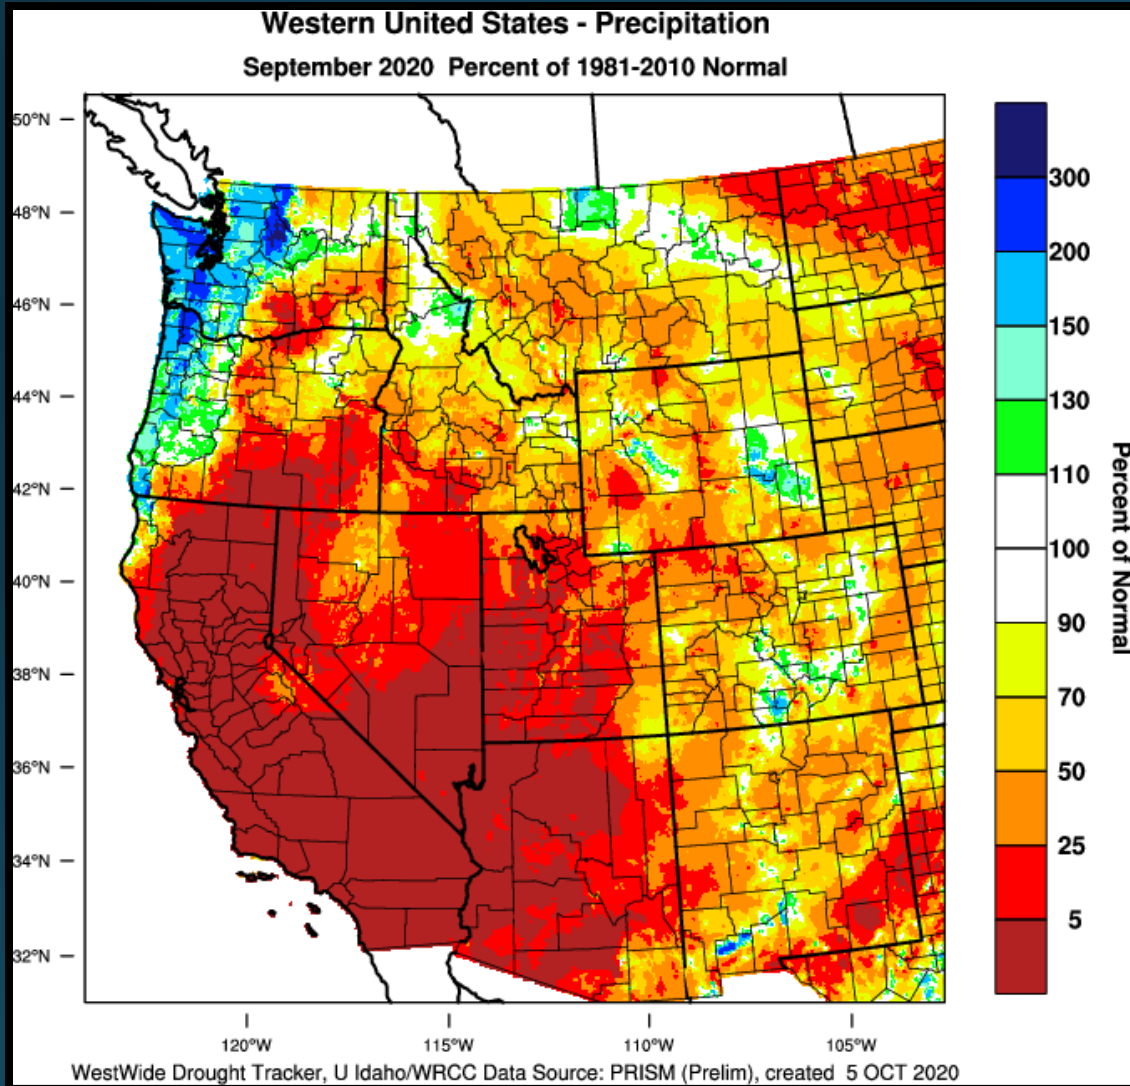 Western United States - Precipitation
September 2020 Percent of 1981-2010 Normal
50°N
48°N
46°N
44°N
42°N
40°N
38°N
36°N
34°N
32°N
120°W
115°W
110°W
105°W
300
200
150
130
110
100
90
70
50
25
5
Percent of Normal
WestWide Drought Tracker, U Idaho/WRCC Data Source: PRISM (Prelim), created 5 OCT 2020